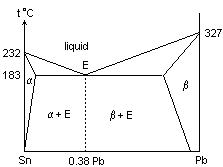 t °C
327
liquid
232
E
183
α
β
α + E
β + E
Sn
0.38 Pb
Pb